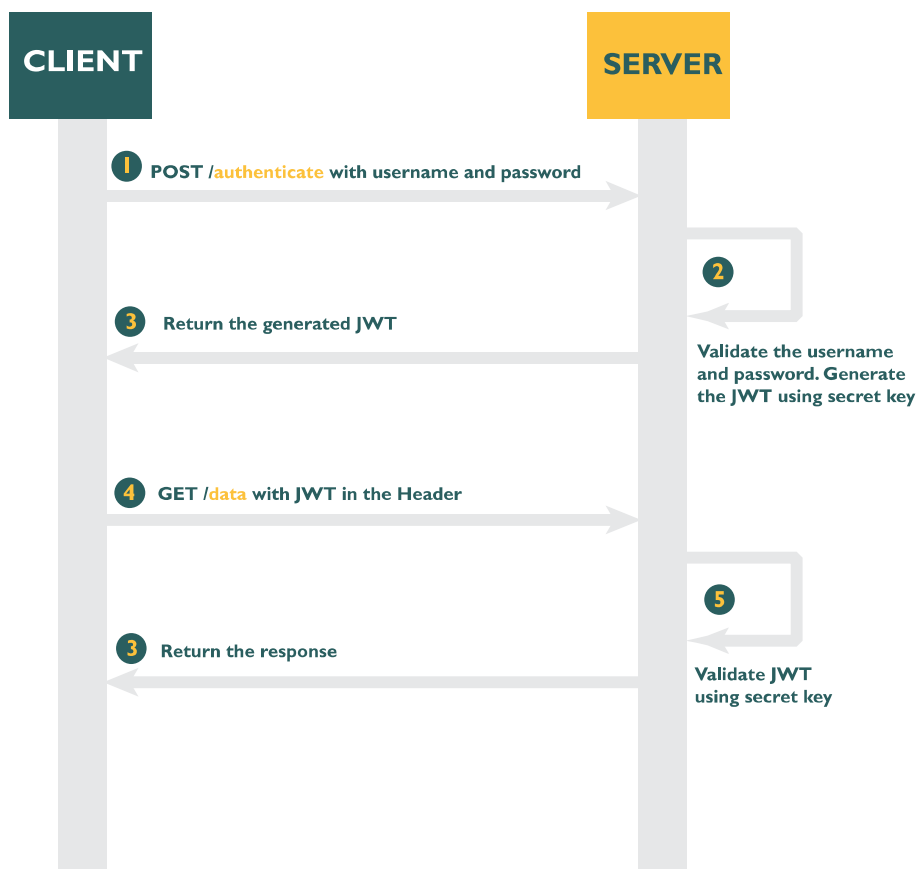 CLIENT
SERVER
1 POST /authenticate with username and password
2
Validate the username
and password. Generate
the JWT using secret key
3 Return the generated JWT
4 GET /data with JWT in the Header
5
Validate JWT
using secret key
3 Return the response